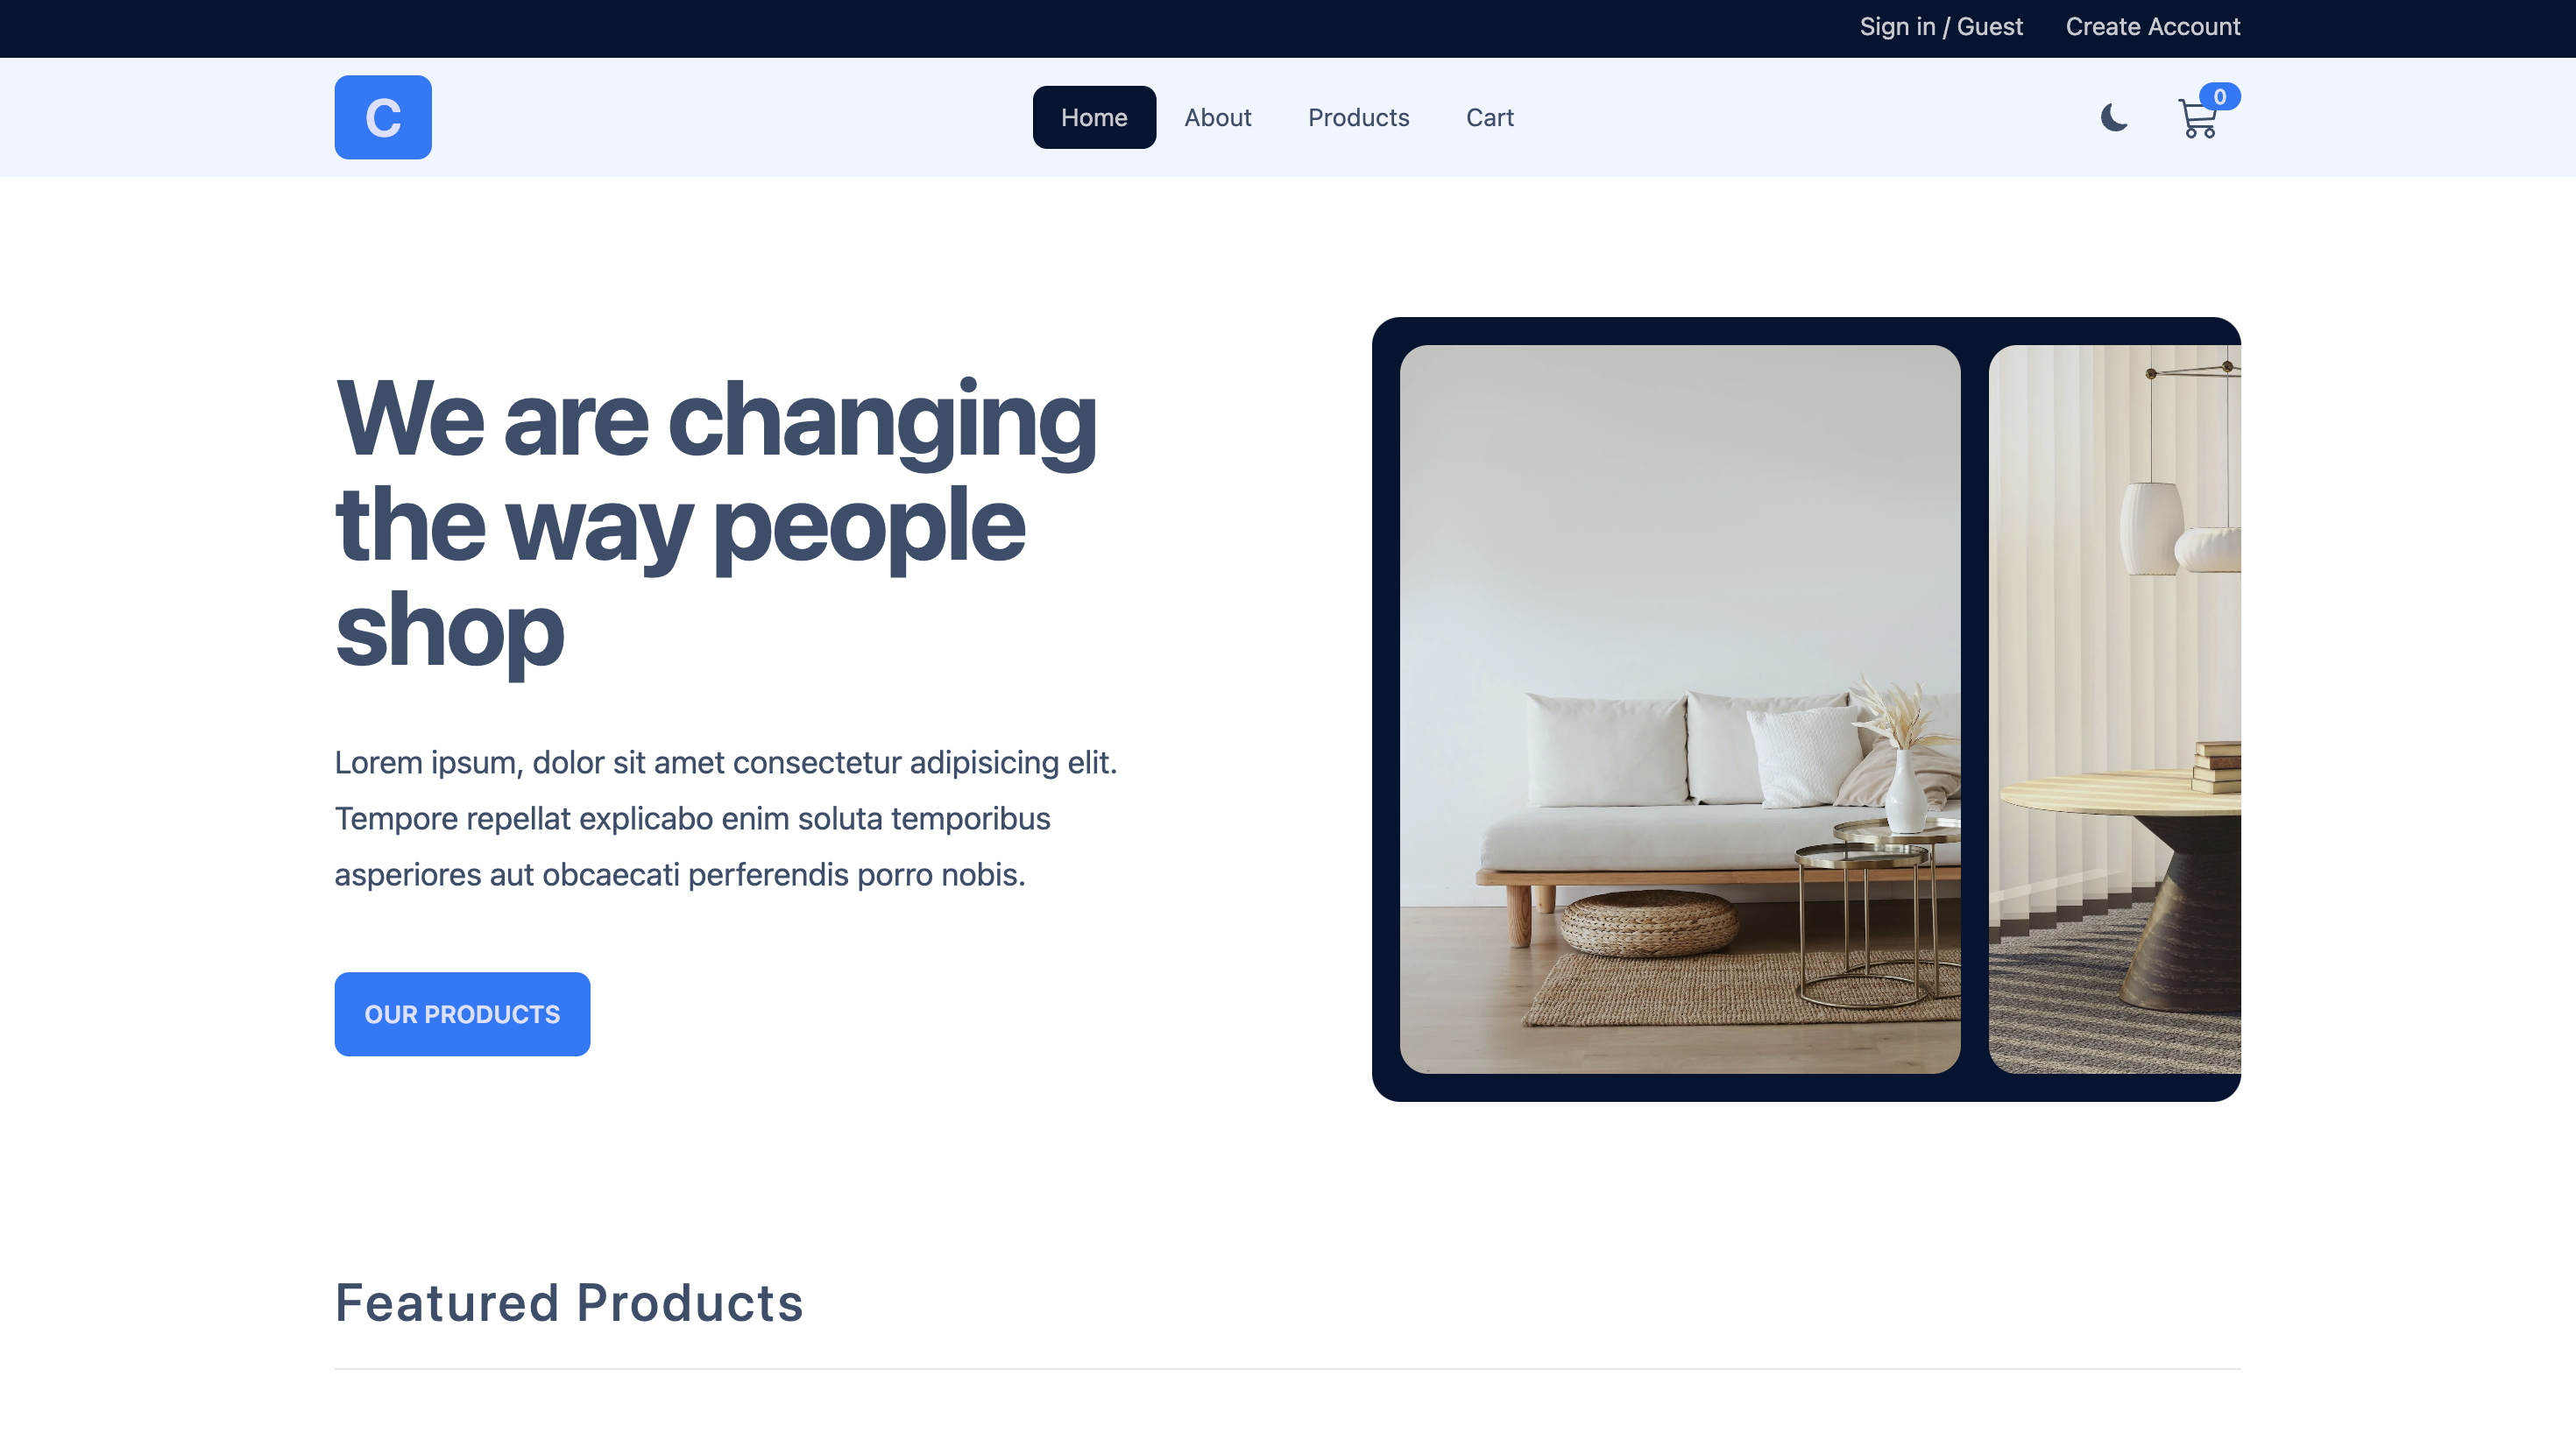 Sign in / Guest Create Account
C Home About Products Cart 0
We are changing
the way people
shop
Lorem ipsum, dolor sit amet consectetur adipisicing elit.
Tempore repellat explicabo enim soluta temporibus
asperiores aut obcaecati perferendis porro nobis.
OUR PRODUCTS
Featured Products